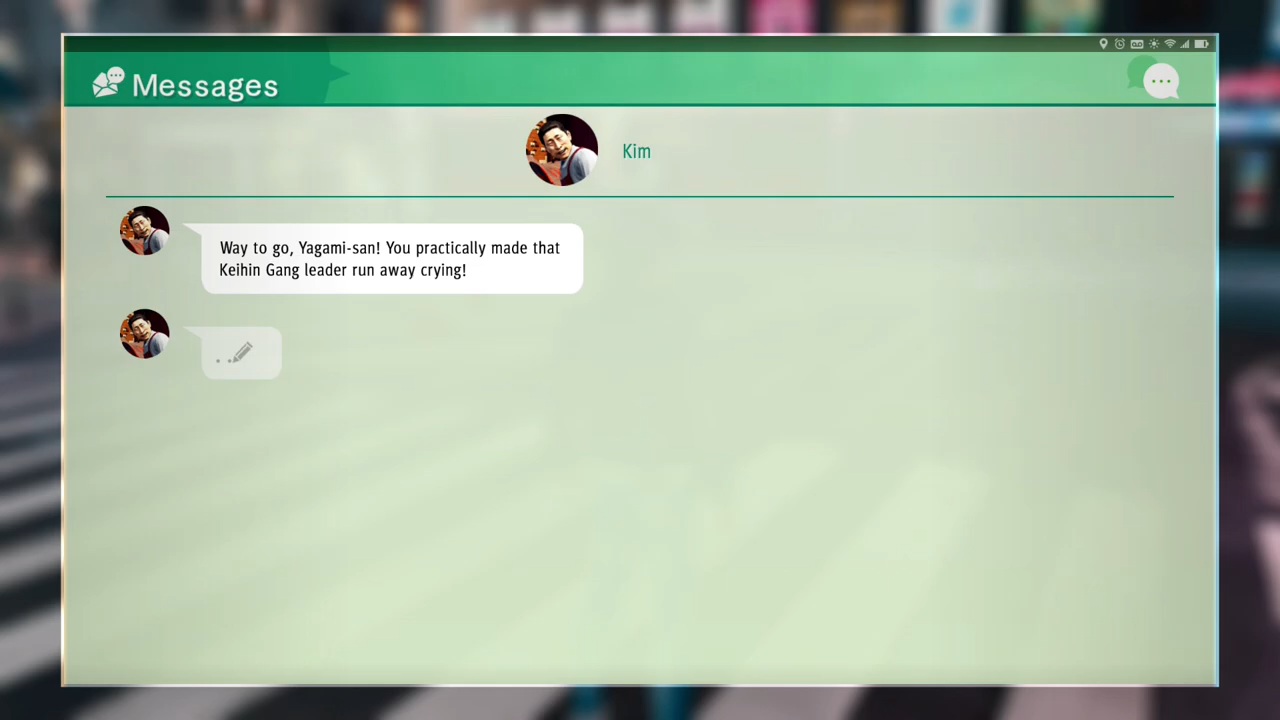 Messages
Kim
Way to go, Yagami-san! You practically made that
Keihin Gang leader run away crying!